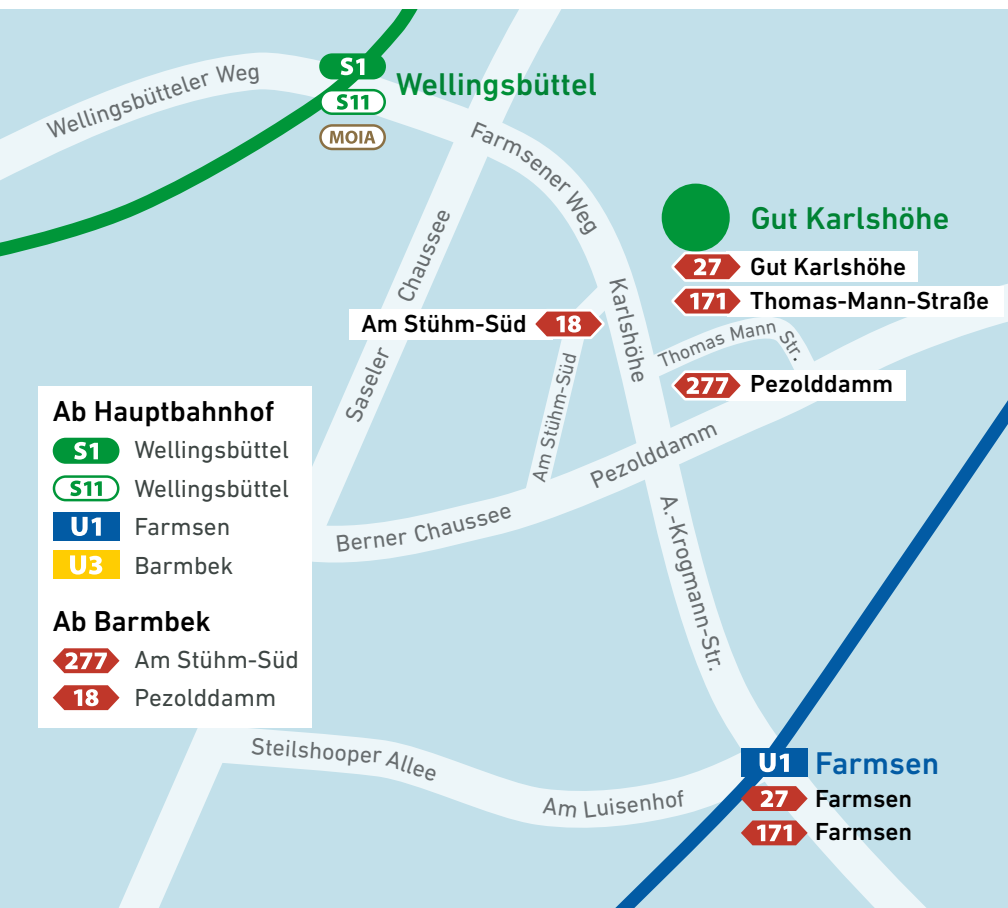 Wellingsbütteler Weg
S1
S11
MOIA
Wellingsbüttel
Farmsener Weg
Saseler Chaussee
Gut Karlshöhe
27 Gut Karlshöhe
171 Thomas-Mann-Straße
Am Stühm-Süd 18
Karlshöhe
Thomas Mann Str.
277 Pezolddamm
Am Stühm-Süd
Pezolddamm
Berner Chaussee
A.-Krogmann-Str.
Ab Hauptbahnhof
S1 Wellingsbüttel
S11 Wellingsbüttel
U1 Farmsen
U3 Barmbek
Ab Barmbek
277 Am Stühm-Süd
18 Pezolddamm
Steilshooper Allee
Am Luisenhof
U1 Farmsen
27 Farmsen
171 Farmsen